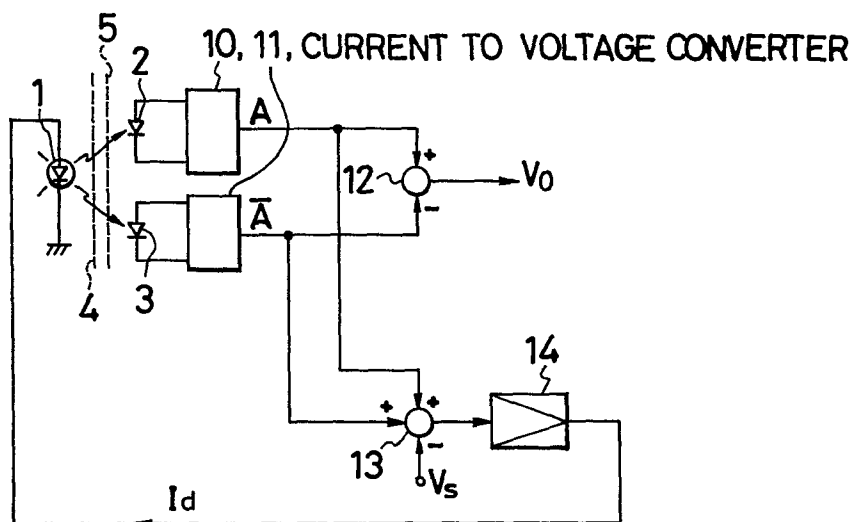 5
10, 11, CURRENT TO VOLTAGE CONVERTER
1
2
A
+
12
V₀
−
A̅
4
3
14
+
+
13
−
Vs
Id